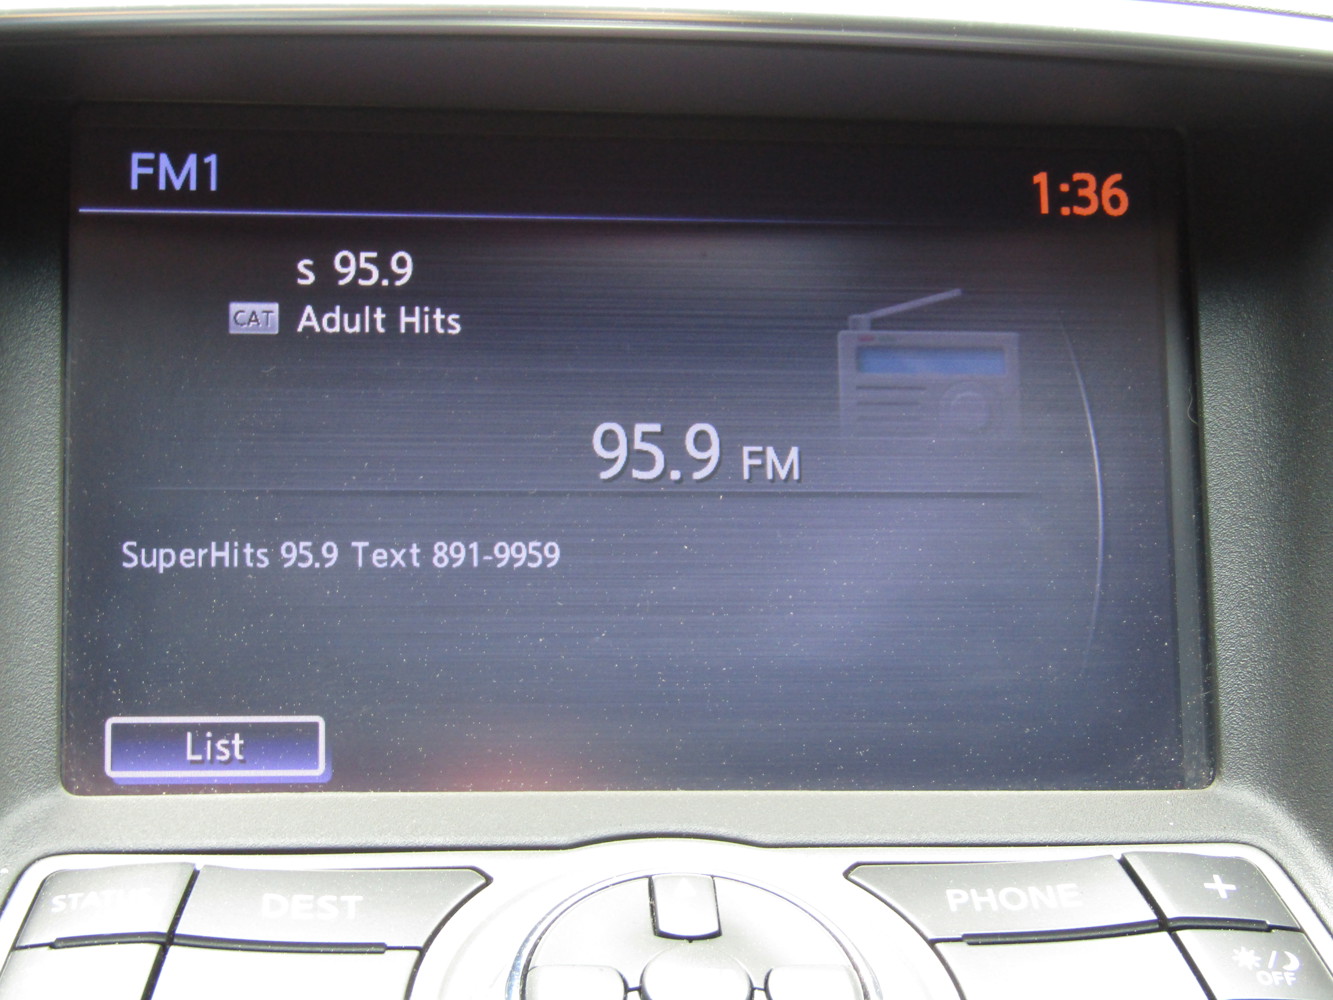 FM1
1:36
s 95.9
CAT Adult Hits
95.9 FM
SuperHits 95.9 Text 891-9959
List
STATUS DEST PHONE +
OFF